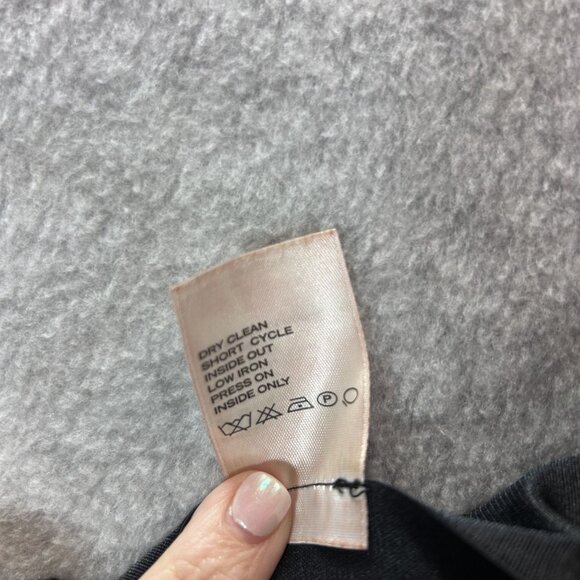 DRY CLEAN
SHORT CYCLE
INSIDE OUT
LOW IRON
PRESS ON
INSIDE ONLY
P